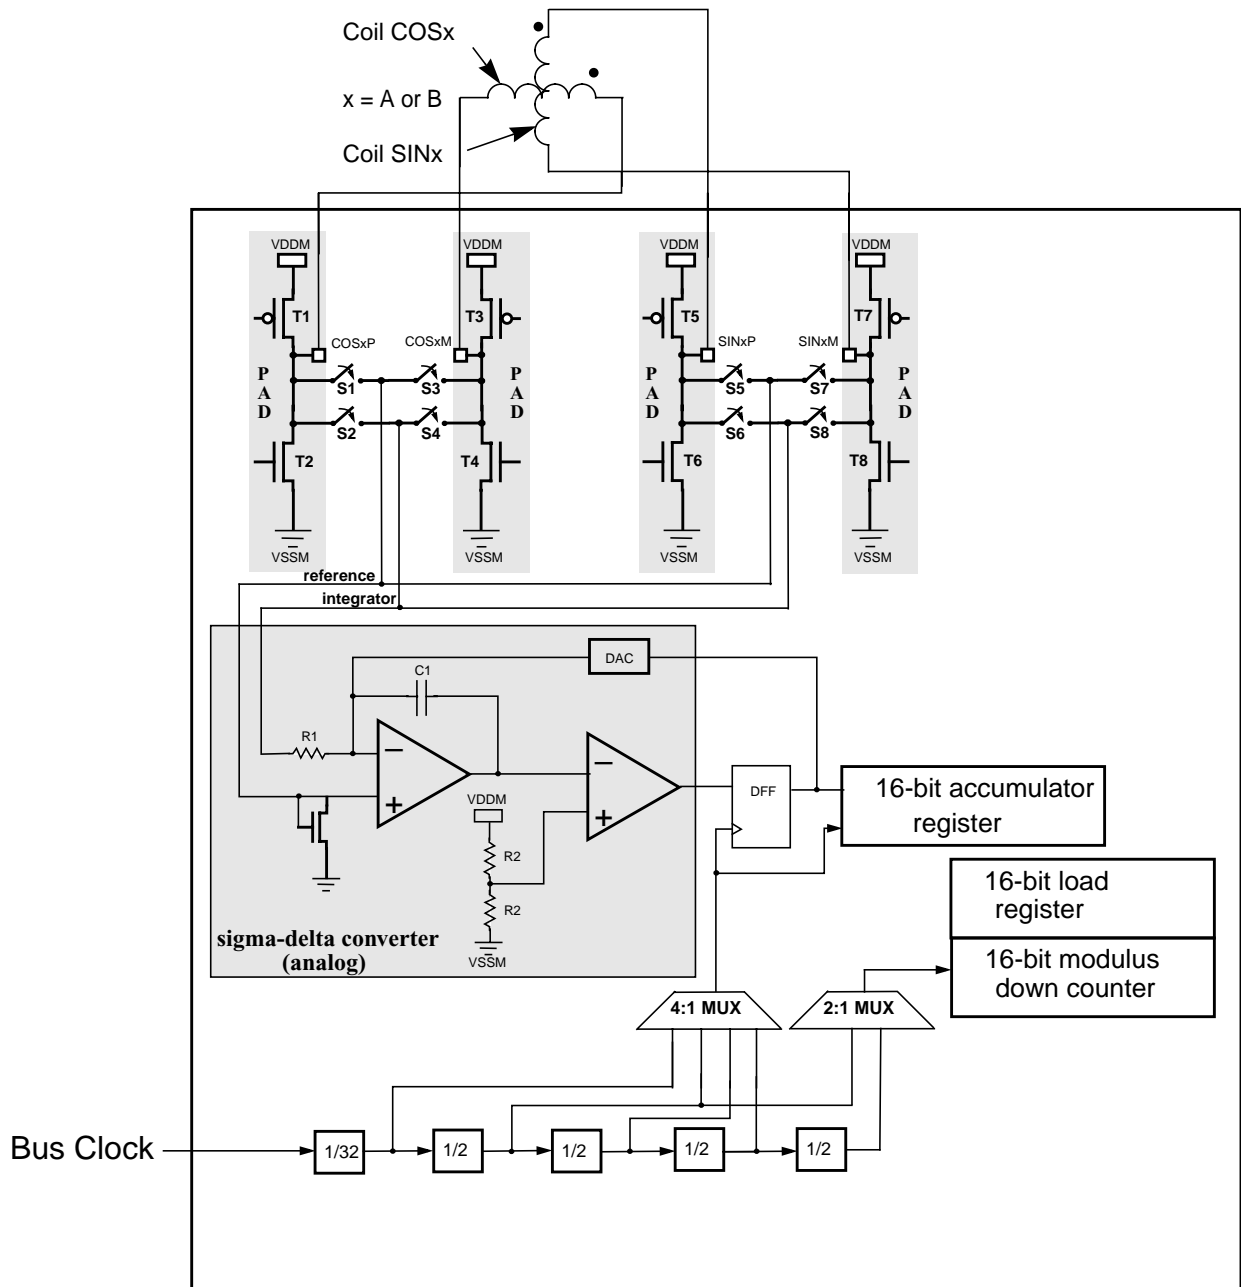 Coil COSx
x = A or B
Coil SINx
VDDM
VDDM
VDDM
VDDM
T1
T3
T5
T7
COSxP
COSxM
SINxP
SINxM
P
A
D
S1
S3
P
A
D
P
A
D
S5
S7
P
A
D
S2
S4
S6
S8
T2
T4
T6
T8
VSSM
VSSM
VSSM
VSSM
reference
integrator
DAC
C1
R1
−
+
−
+
VDDM
R2
R2
VSSM
DFF
16-bit accumulator
register
16-bit load
register
16-bit modulus
down counter
sigma-delta converter
(analog)
4:1 MUX
2:1 MUX
Bus Clock
1/32
1/2
1/2
1/2
1/2